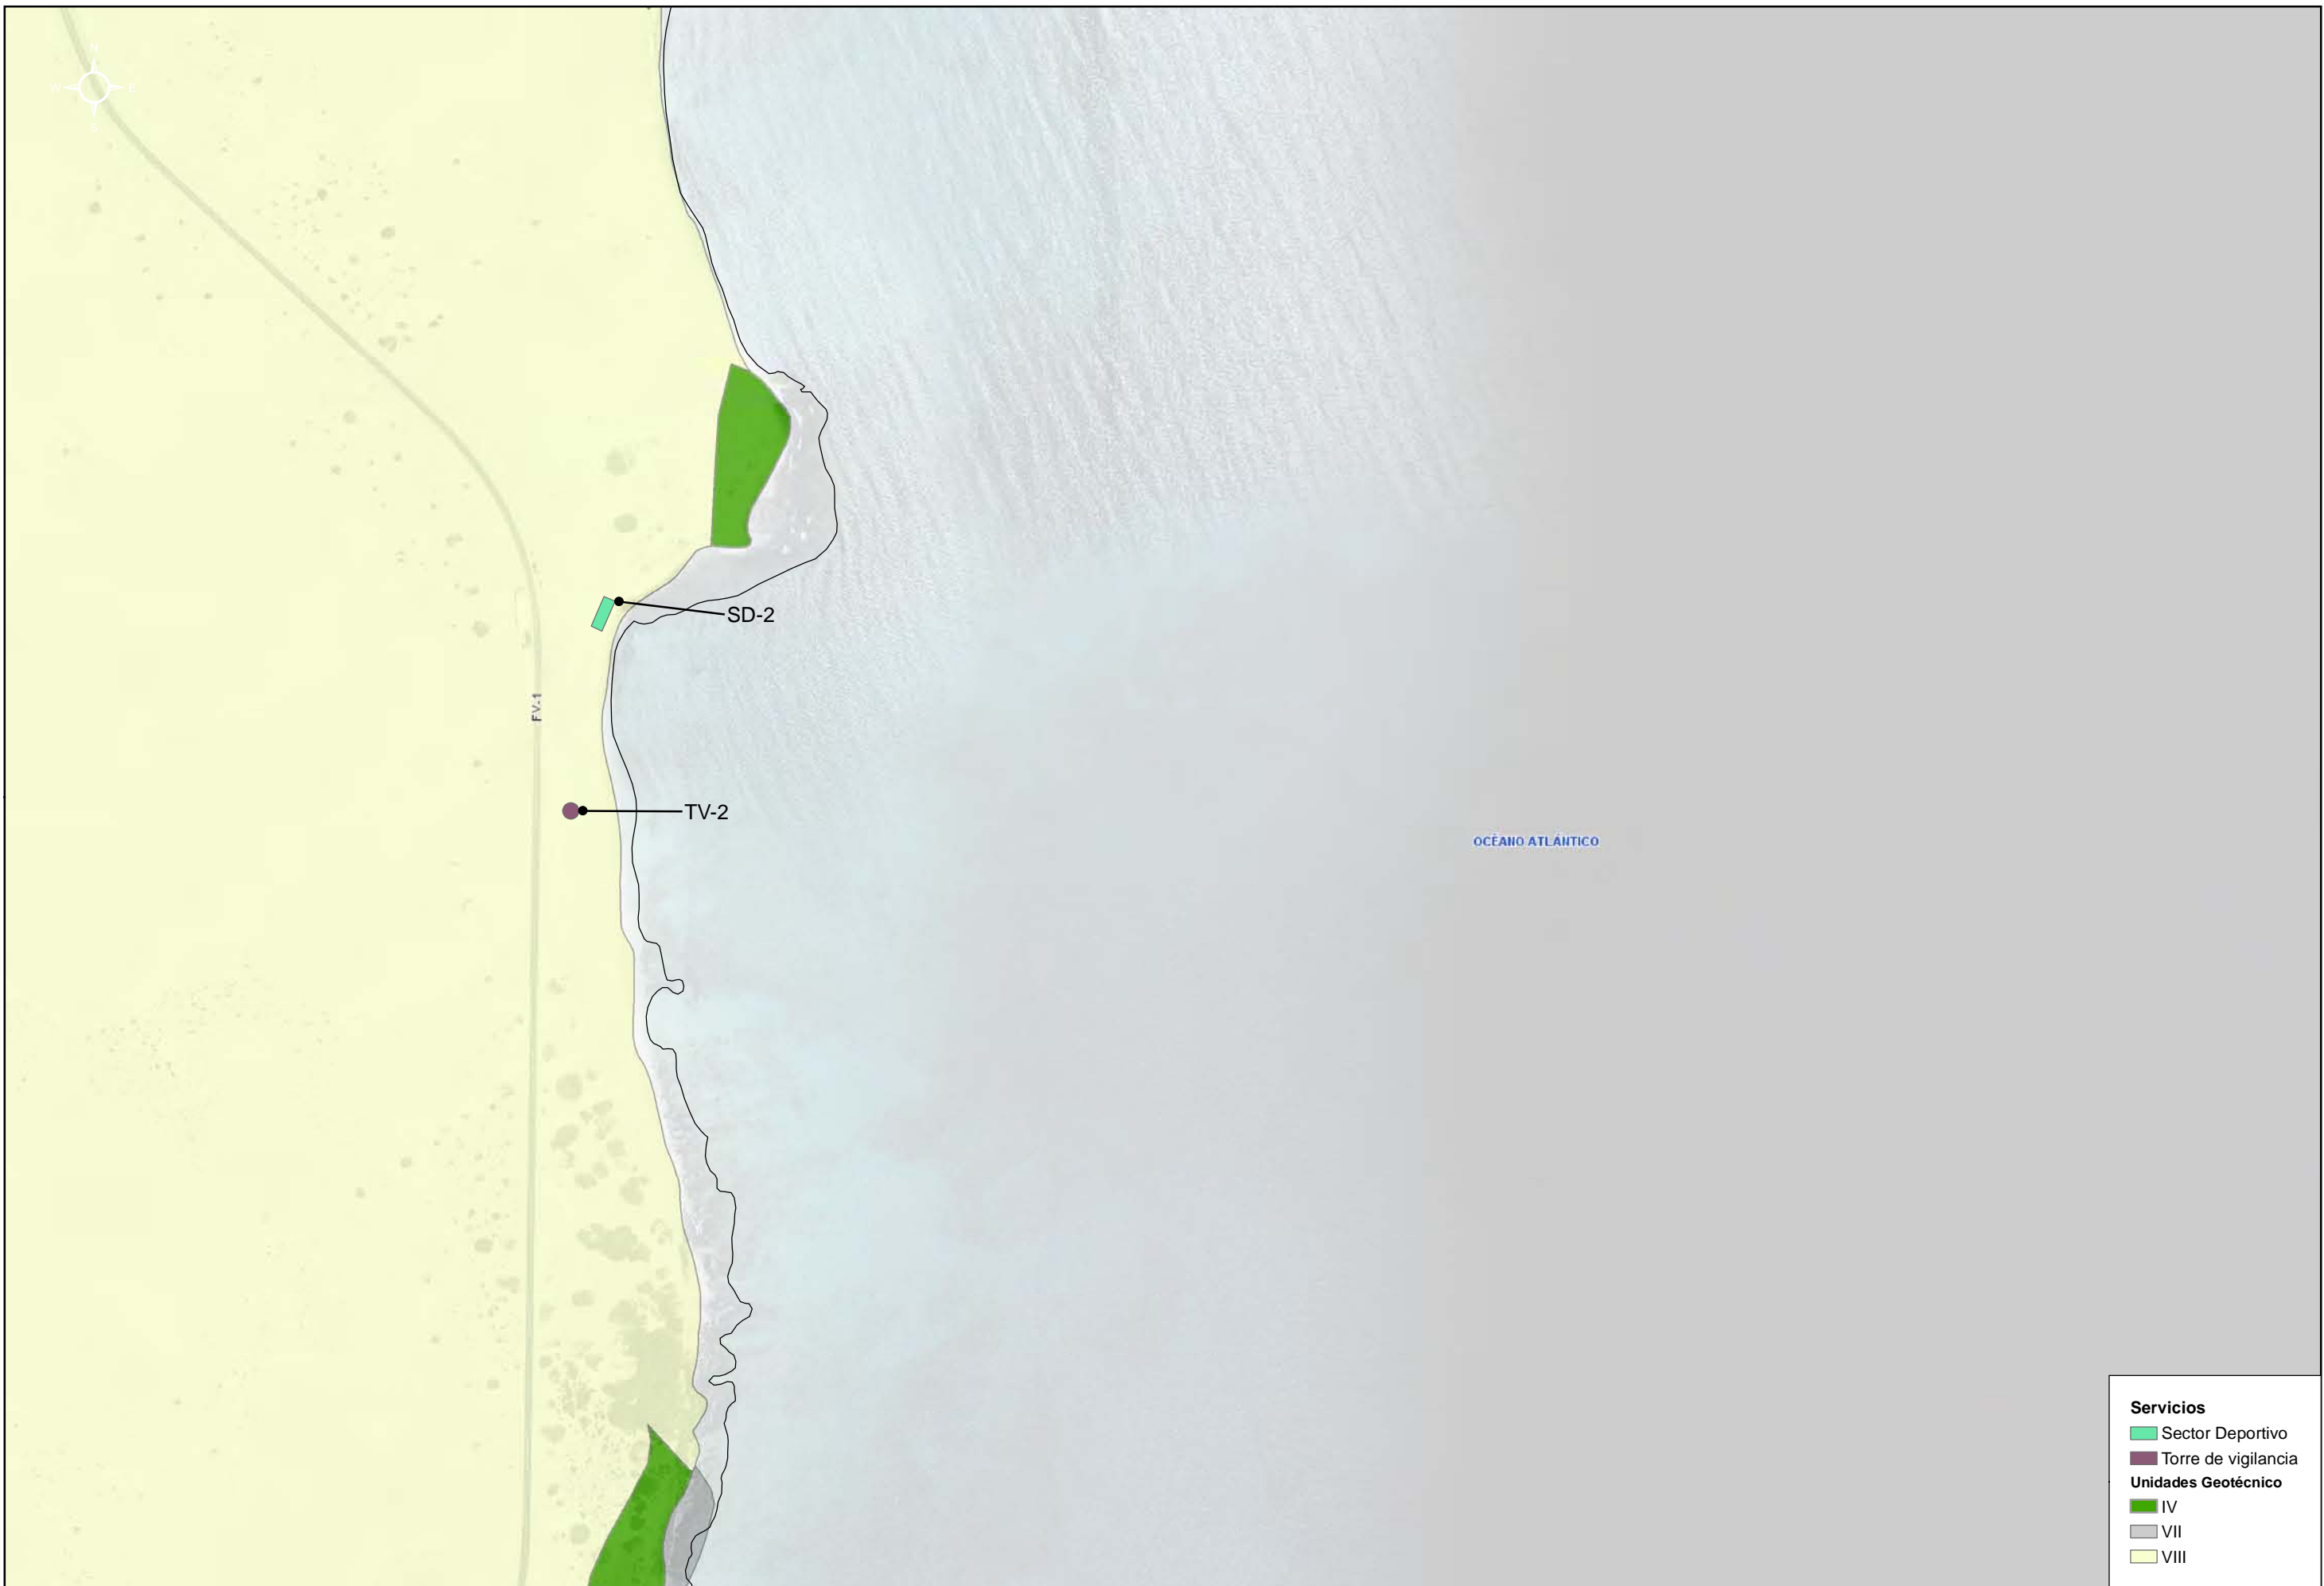 N
W E
S
SD-2
FV-1
TV-2
OCÉANO ATLÁNTICO
Servicios
Sector Deportivo
Torre de vigilancia
Unidades Geotécnico
IV
VII
VIII